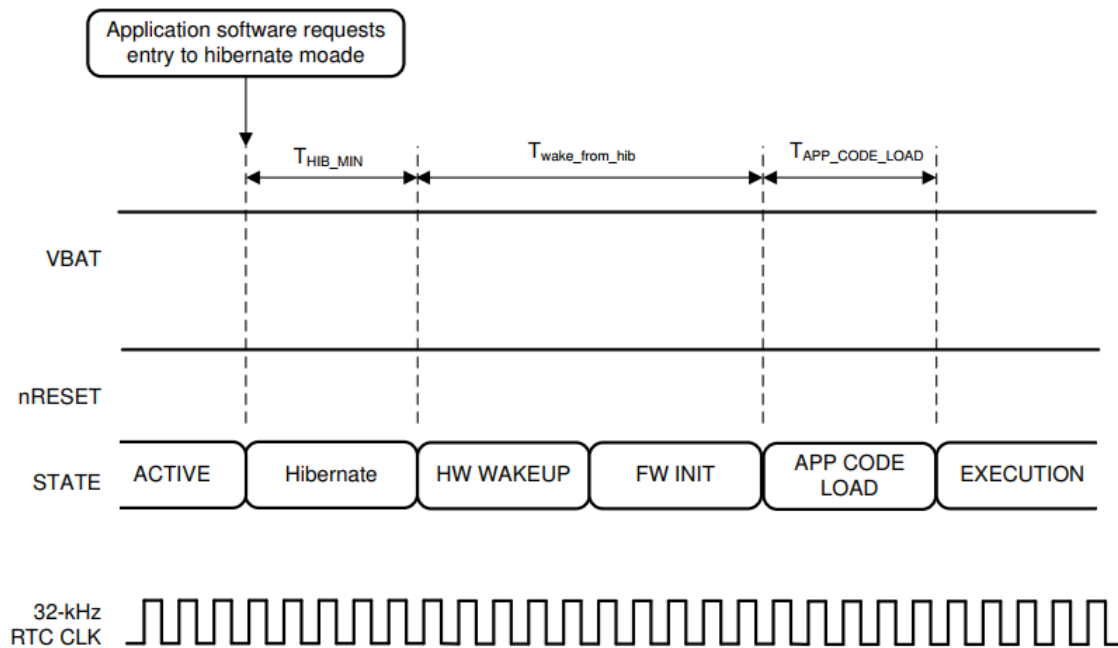 Application software requests
entry to hibernate moade
THIB_MIN
Twake_from_hib
TAPP_CODE_LOAD
VBAT
nRESET
STATE
ACTIVE
Hibernate
HW WAKEUP
FW INIT
APP CODE
LOAD
EXECUTION
32-kHz
RTC CLK